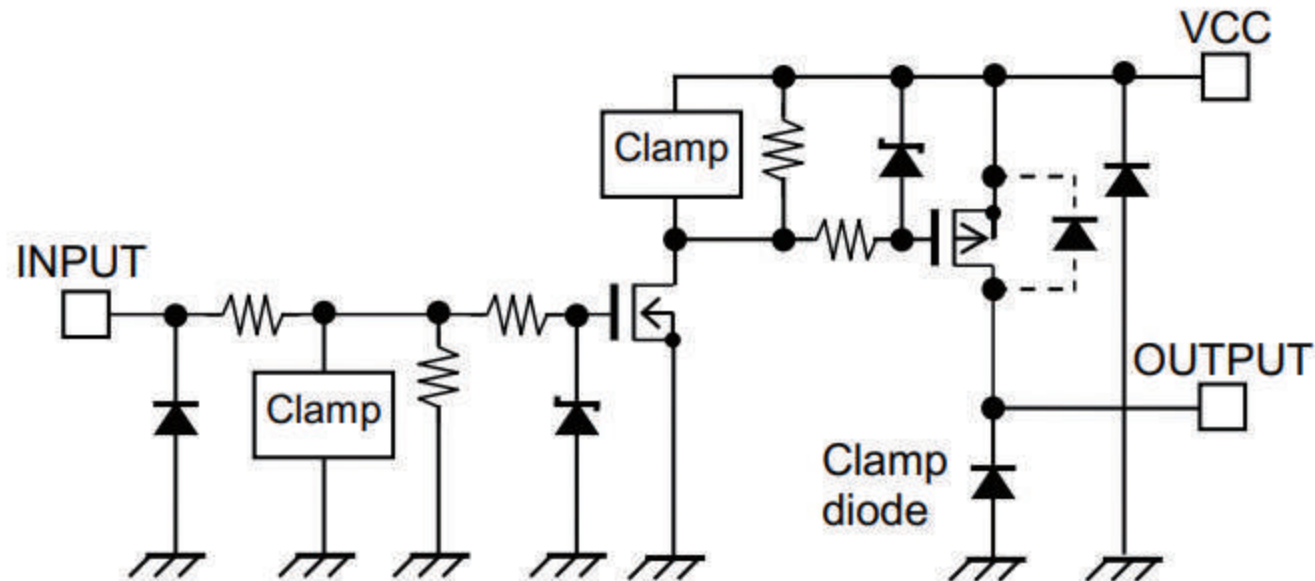 VCC
Clamp
INPUT
Clamp
OUTPUT
Clamp
diode